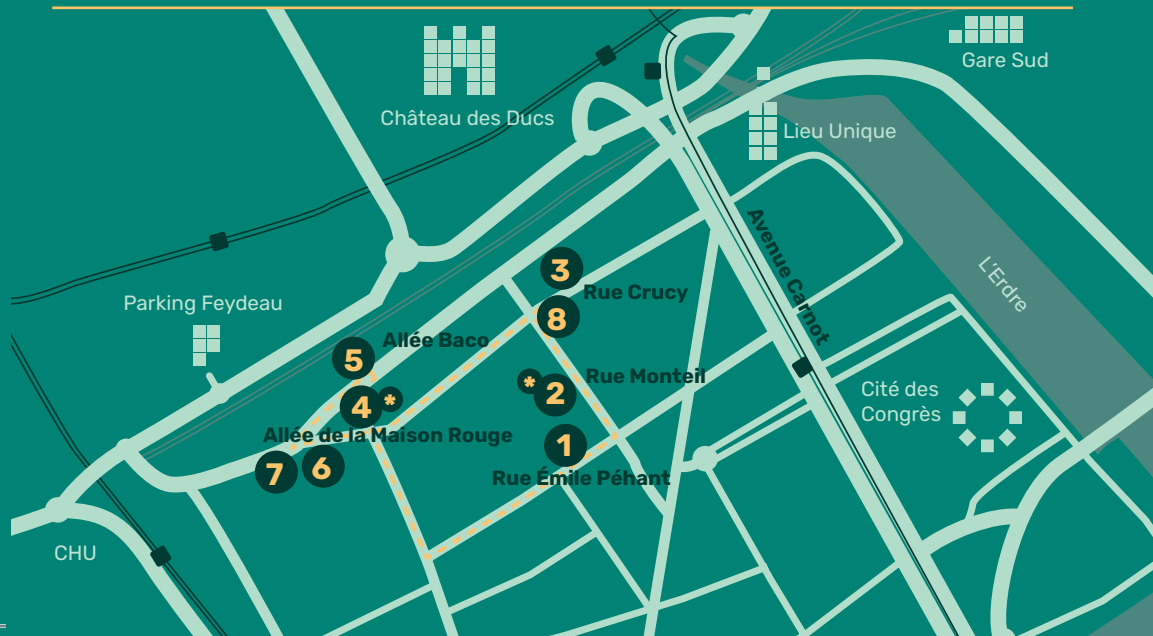 Gare Sud
Château des Ducs
Lieu Unique
Avenue Carnot
L'Erdre
3
Rue Crucy
Parking Feydeau
8
Allée Baco
5
Rue Monteil
* 2
4 *
Cité des
Congrès
Allée de la Maison Rouge
1
7 6
Rue Émile Péhant
CHU